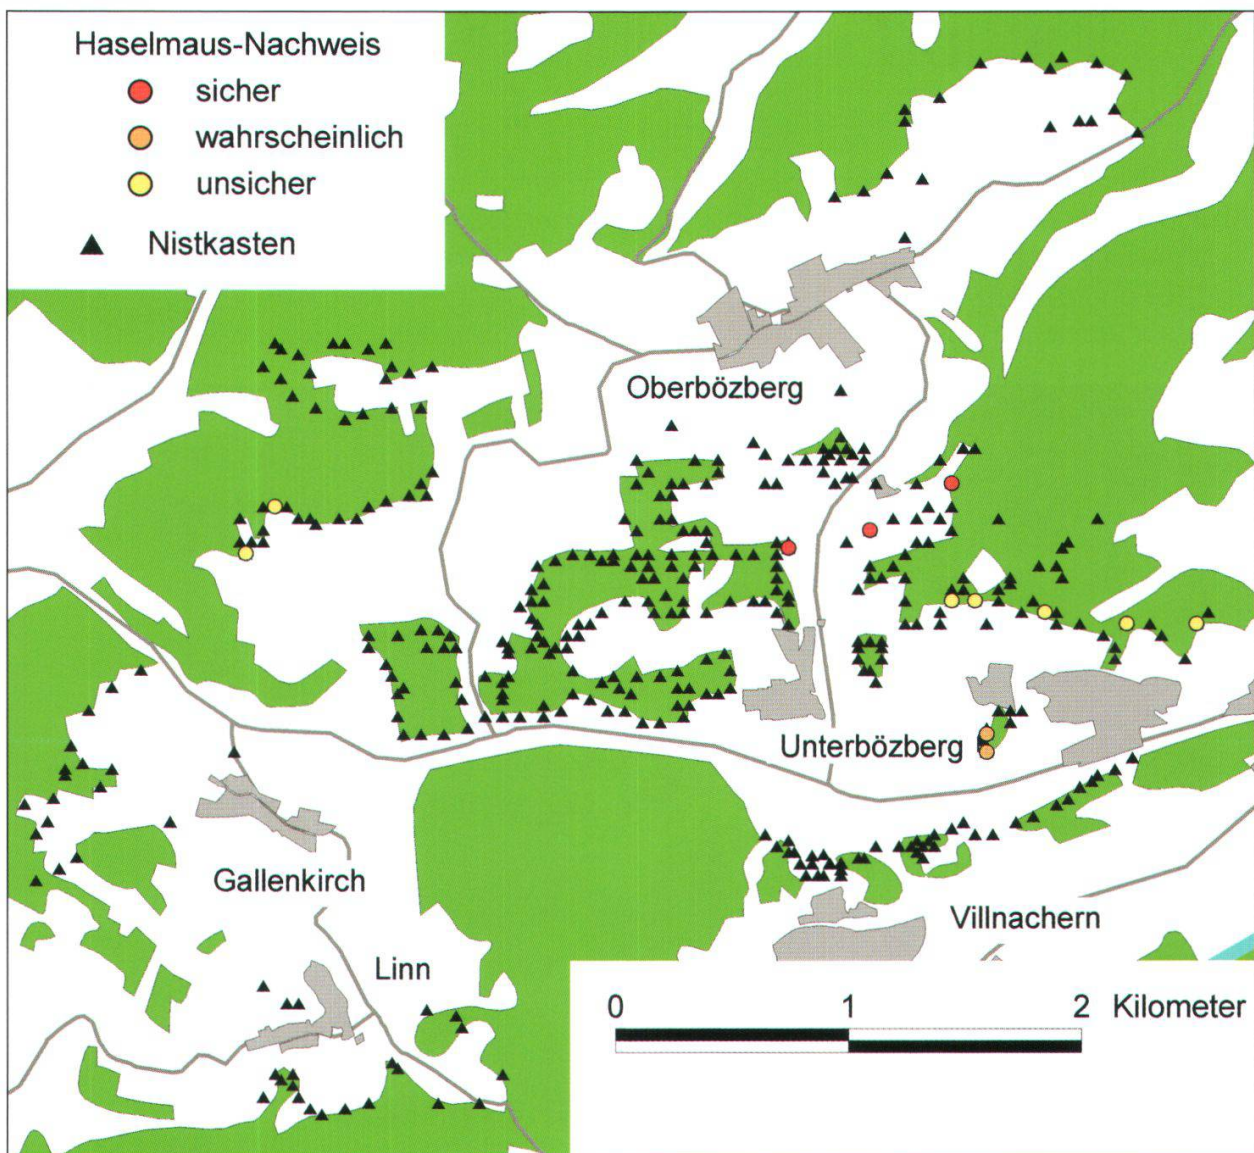 Haselmaus-Nachweis
sicher
wahrscheinlich
unsicher
Nistkasten
Oberbözberg
Unterbözberg
Gallenkirch
Villnachern
Linn
0 1 2 Kilometer